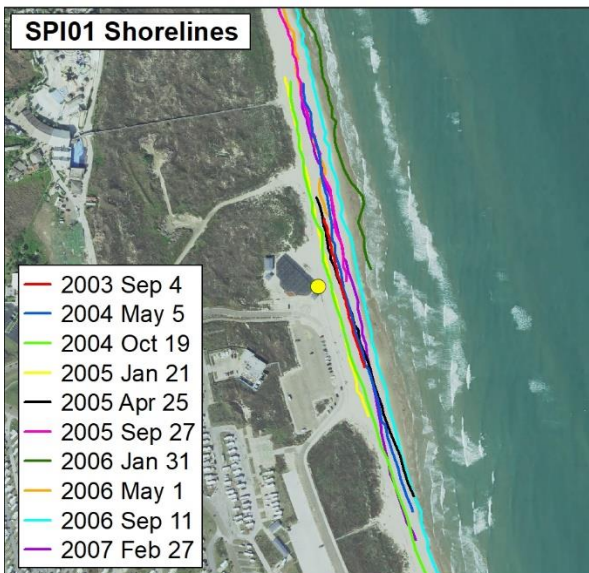 SPI01 Shorelines
2003 Sep 4
2004 May 5
2004 Oct 19
2005 Jan 21
2005 Apr 25
2005 Sep 27
2006 Jan 31
2006 May 1
2006 Sep 11
2007 Feb 27